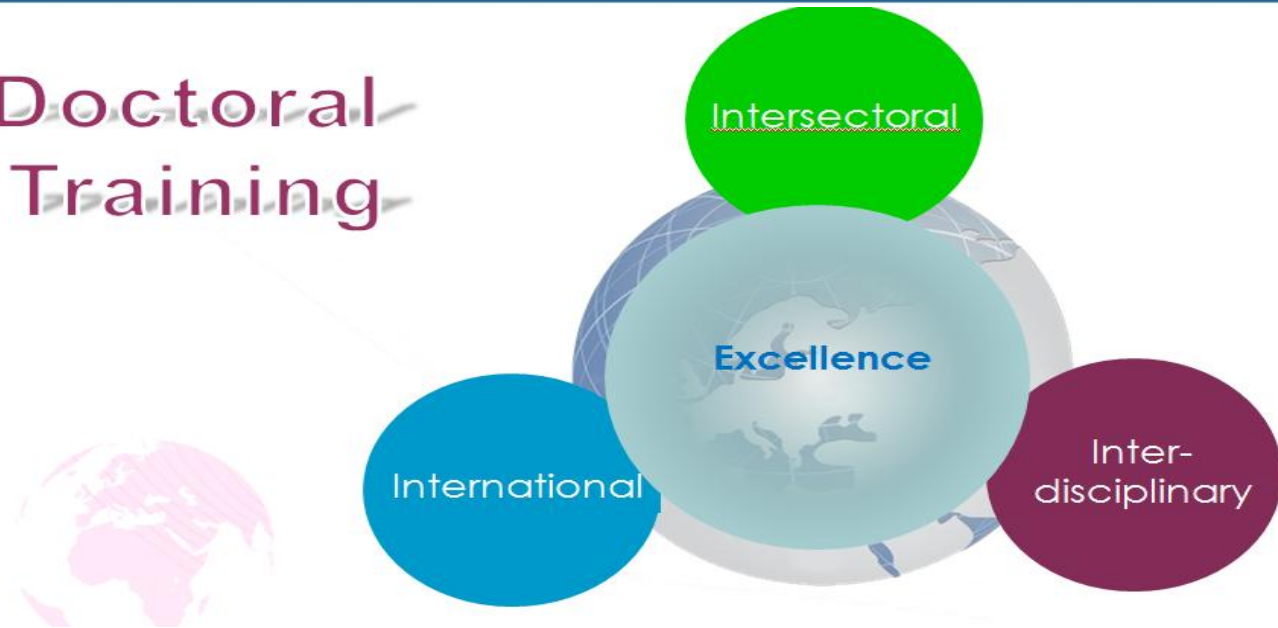 Doctoral
Training
Intersectoral
Excellence
International
Inter-
disciplinary